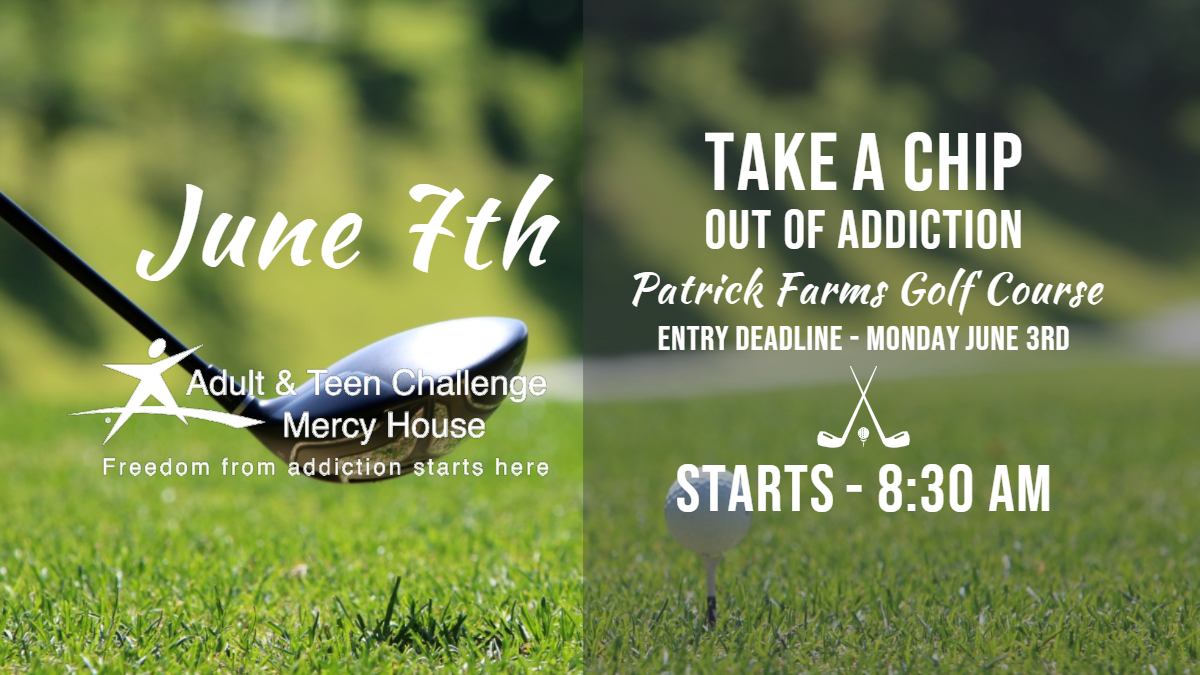 June 7th
Adult & Teen Challenge
Mercy House
Freedom from addiction starts here
TAKE A CHIP
OUT OF ADDICTION
Patrick Farms Golf Course
ENTRY DEADLINE - MONDAY JUNE 3RD
STARTS - 8:30 AM